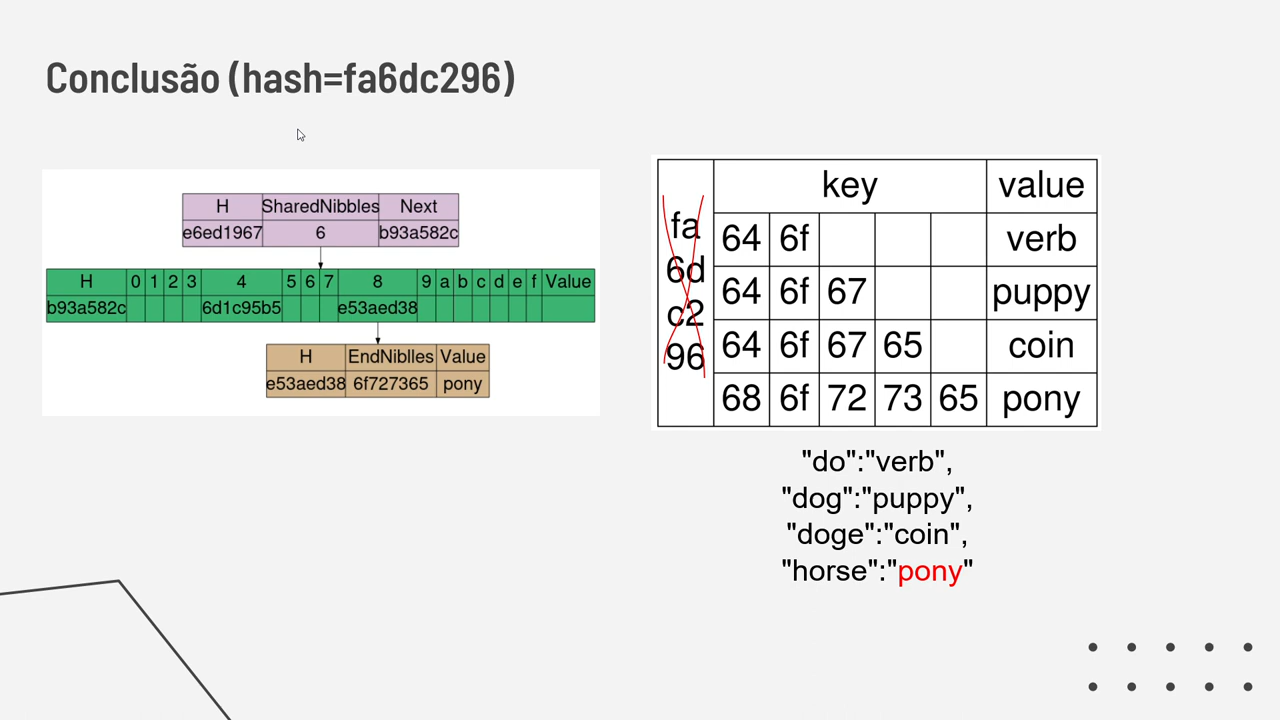 Conclusão (hash=fa6dc296)
H SharedNibbles Next
e6ed1967 6 b93a582c
H 0 1 2 3 4 5 6 7 8 9 a b c d e f Value
b93a582c 6d1c95b5 e53aed38
H EndNiblles Value
e53aed38 6f727365 pony
fa
6d
c2
96
key value
64 6f verb
64 6f 67 puppy
64 6f 67 65 coin
68 6f 72 73 65 pony
"do":"verb",
"dog":"puppy",
"doge":"coin",
"horse":"pony"